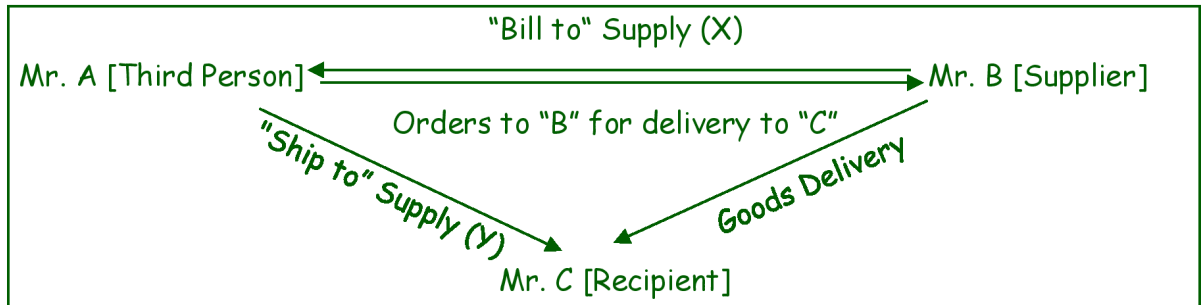 “Bill to“ Supply (X)
Mr. A [Third Person]
Mr. B [Supplier]
Orders to “B” for delivery to “C”
"Ship to" Supply (Y)
Goods Delivery
Mr. C [Recipient]